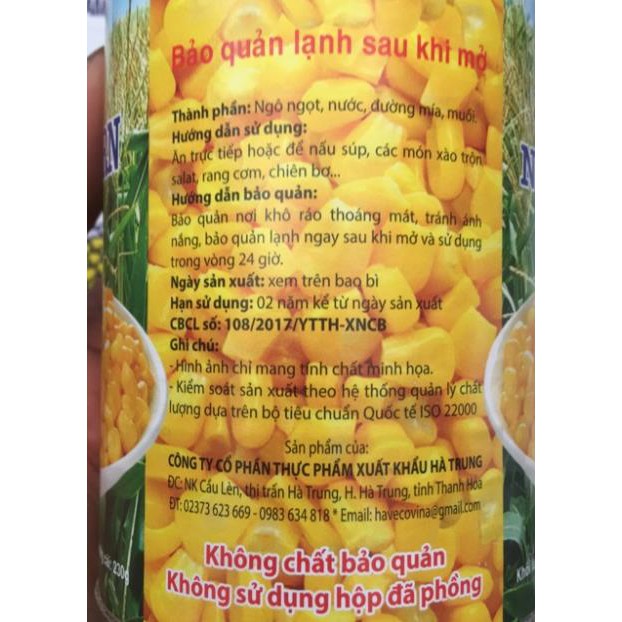 Bảo quản lạnh sau khi mở
Thành phần: Ngô ngọt, nước, đường mía, muối.
Hướng dẫn sử dụng:
Ăn trực tiếp hoặc để nấu súp, các món xào trộn
salat, rang cơm, chiên bơ...
Hướng dẫn bảo quản:
Bảo quản nơi khô ráo thoáng mát, tránh ánh
nắng, bảo quản lạnh ngay sau khi mở và sử dụng
trong vòng 24 giờ.
Ngày sản xuất: xem trên bao bì
Hạn sử dụng: 02 năm kể từ ngày sản xuất
CBCL số: 108/2017/YTTH-XNCB
Ghi chú:
-Hình ảnh chỉ mang tính chất minh họa.
- Kiểm soát sản xuất theo hệ thống quản lý chất
lượng dựa trên bộ tiêu chuẩn Quốc tế ISO 22000
Sản phẩm của:
CÔNG TY CỔ PHẦN THỰC PHẨM XUẤT KHẨU HÀ TRUNG
ĐC: NK Cầu Lèn, thị trấn Hà Trung, H. Hà Trung, tỉnh Thanh Hóa
ĐT: 02373 623 669 - 0983 634 818 * Email: havecovina@gmail.com
Không chất bảo quản
Không sử dụng hộp đã phồng
230g